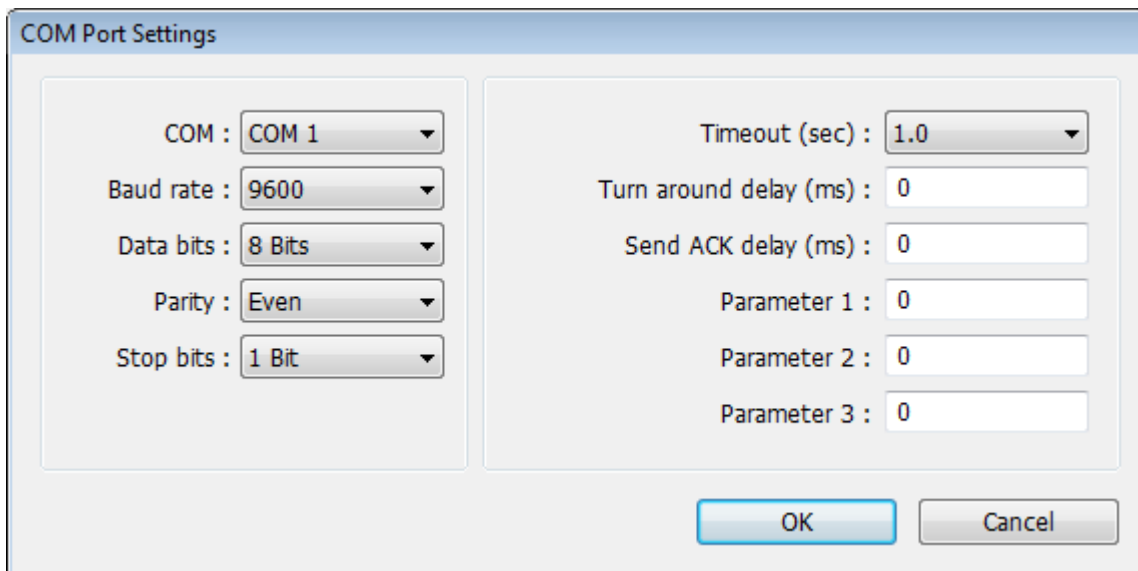 COM Port Settings
COM : COM 1
Baud rate : 9600
Data bits : 8 Bits
Parity : Even
Stop bits : 1 Bit
Timeout (sec) : 1.0
Turn around delay (ms) : 0
Send ACK delay (ms) : 0
Parameter 1 : 0
Parameter 2 : 0
Parameter 3 : 0
OK Cancel